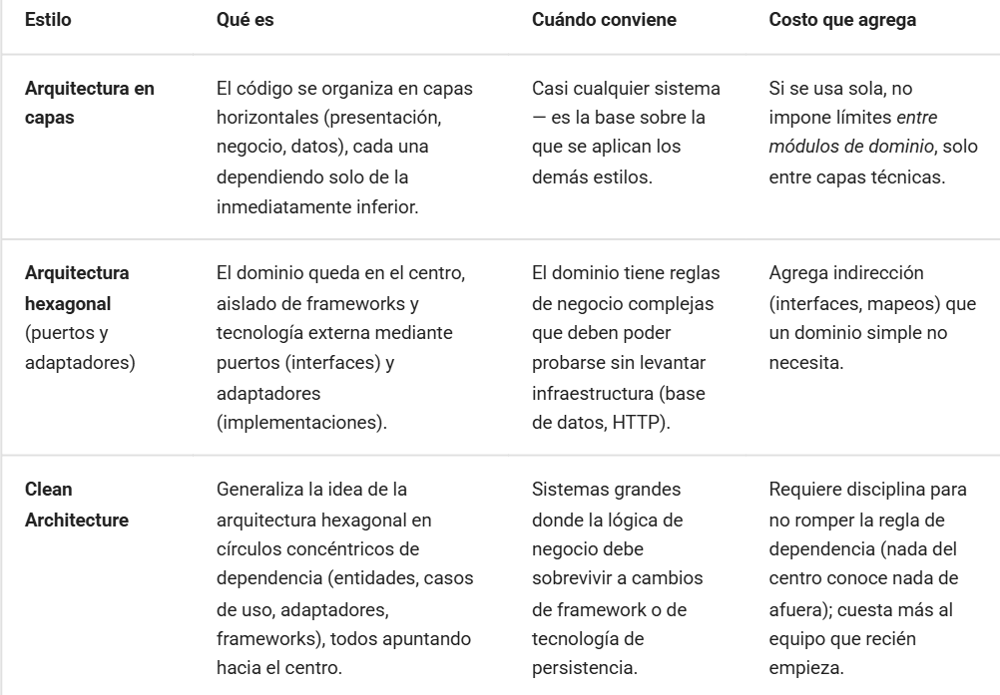 Estilo
Qué es
Cuándo conviene
Costo que agrega
Arquitectura en
capas
El código se organiza en capas
horizontales (presentación,
negocio, datos), cada una
dependiendo solo de la
inmediatamente inferior.
Casi cualquier sistema
— es la base sobre la
que se aplican los
demás estilos.
Si se usa sola, no
impone límites entre
módulos de dominio, solo
entre capas técnicas.
Arquitectura
hexagonal
(puertos y
adaptadores)
El dominio queda en el centro,
aislado de frameworks y
tecnología externa mediante
puertos (interfaces) y
adaptadores
(implementaciones).
El dominio tiene reglas
de negocio complejas
que deben poder
probarse sin levantar
infraestructura (base
de datos, HTTP).
Agrega indirección
(interfaces, mapeos) que
un dominio simple no
necesita.
Clean
Architecture
Generaliza la idea de la
arquitectura hexagonal en
círculos concéntricos de
dependencia (entidades, casos
de uso, adaptadores,
frameworks), todos apuntando
hacia el centro.
Sistemas grandes
donde la lógica de
negocio debe
sobrevivir a cambios
de framework o de
tecnología de
persistencia.
Requiere disciplina para
no romper la regla de
dependencia (nada del
centro conoce nada de
afuera); cuesta más al
equipo que recién
empieza.